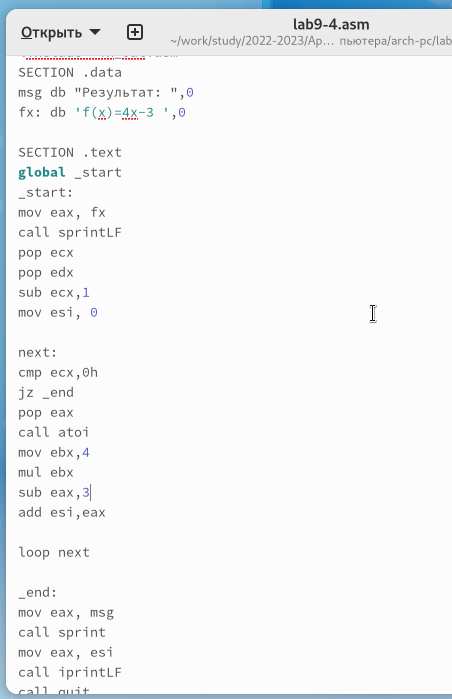 Открыть
lab9-4.asm
~/work/study/2022-2023/Ар… пьютера/arch-pc/lab
SECTION .data
msg db "Результат: ",0
fx: db 'f(x)=4x-3 ',0
SECTION .text
global _start
_start:
mov eax, fx
call sprintLF
pop ecx
pop edx
sub ecx,1
mov esi, 0
next:
cmp ecx,0h
jz _end
pop eax
call atoi
mov ebx,4
mul ebx
sub eax,3
add esi,eax
loop next
_end:
mov eax, msg
call sprint
mov eax, esi
call iprintLF
call quit